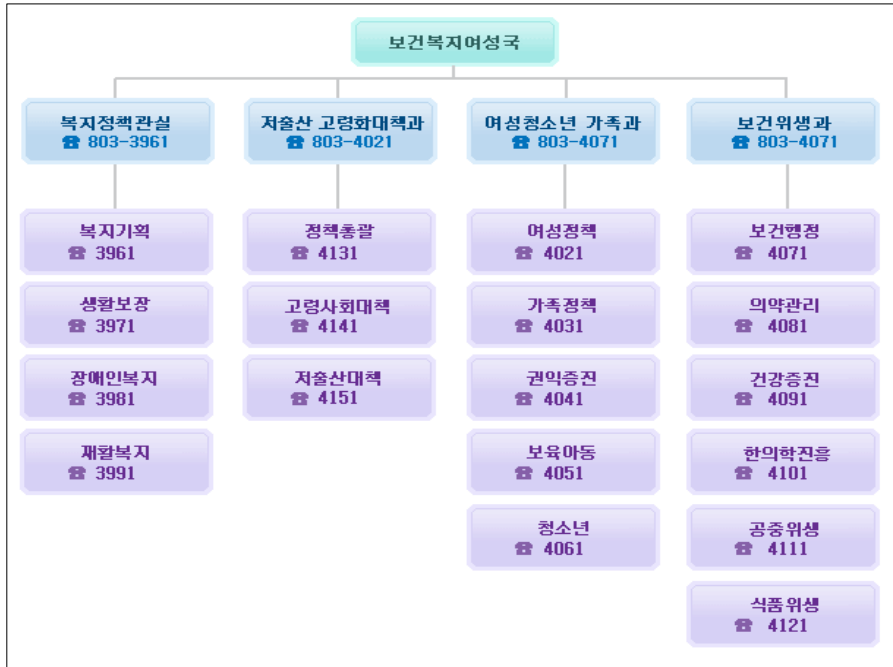 보건복지여성국
복지정책관실
☎ 803-3961
저출산 고령화대책과
☎ 803-4021
여성청소년 가족과
☎ 803-4071
보건위생과
☎ 803-4071
복지기획
☎ 3961
생활보장
☎ 3971
장애인복지
☎ 3981
재활복지
☎ 3991
정책총괄
☎ 4131
고령사회대책
☎ 4141
저출산대책
☎ 4151
여성정책
☎ 4021
가족정책
☎ 4031
권익증진
☎ 4041
보육아동
☎ 4051
청소년
☎ 4061
보건행정
☎ 4071
의약관리
☎ 4081
건강증진
☎ 4091
한의학진흥
☎ 4101
공중위생
☎ 4111
식품위생
☎ 4121